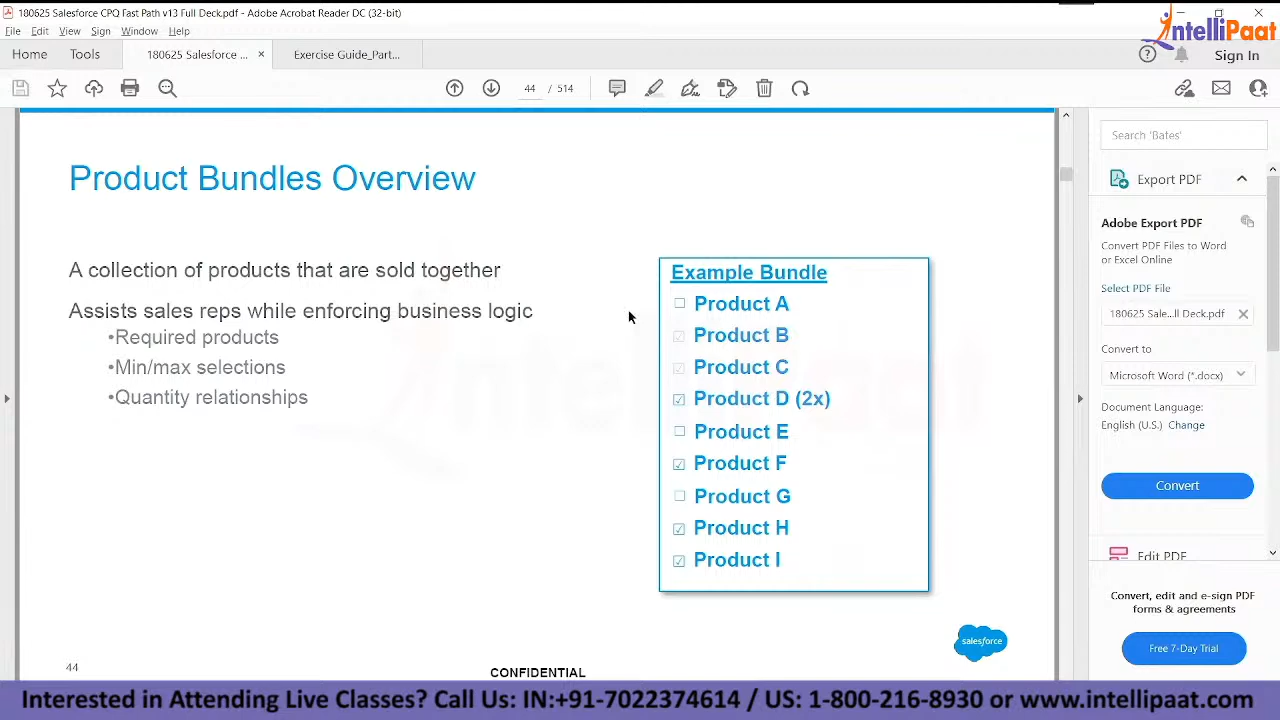 180625 Salesforce CPQ Fast Path v13 Full Deck.pdf - Adobe Acrobat Reader DC (32-bit)
File Edit View Sign Window Help
IntelliPaat
Home Tools 180625 Salesforce ... × Exercise Guide_Part... Sign In
44 / 514
Product Bundles Overview
A collection of products that are sold together
Assists sales reps while enforcing business logic
•Required products
•Min/max selections
•Quantity relationships
Example Bundle
Product A
Product B
Product C
Product D (2x)
Product E
Product F
Product G
Product H
Product I
salesforce
44
CONFIDENTIAL
Search 'Bates'
Export PDF
Adobe Export PDF
Convert PDF Files to Word
or Excel Online
Select PDF File
180625 Sale...ll Deck.pdf
Convert to
Microsoft Word (*.docx)
Document Language:
English (U.S.) Change
Convert
Edit PDF
Convert, edit and e-sign PDF
forms & agreements
Free 7-Day Trial
IntelliPaat
Interested in Attending Live Classes? Call Us: IN:+91-7022374614 / US: 1-800-216-8930 or www.intellipaat.com